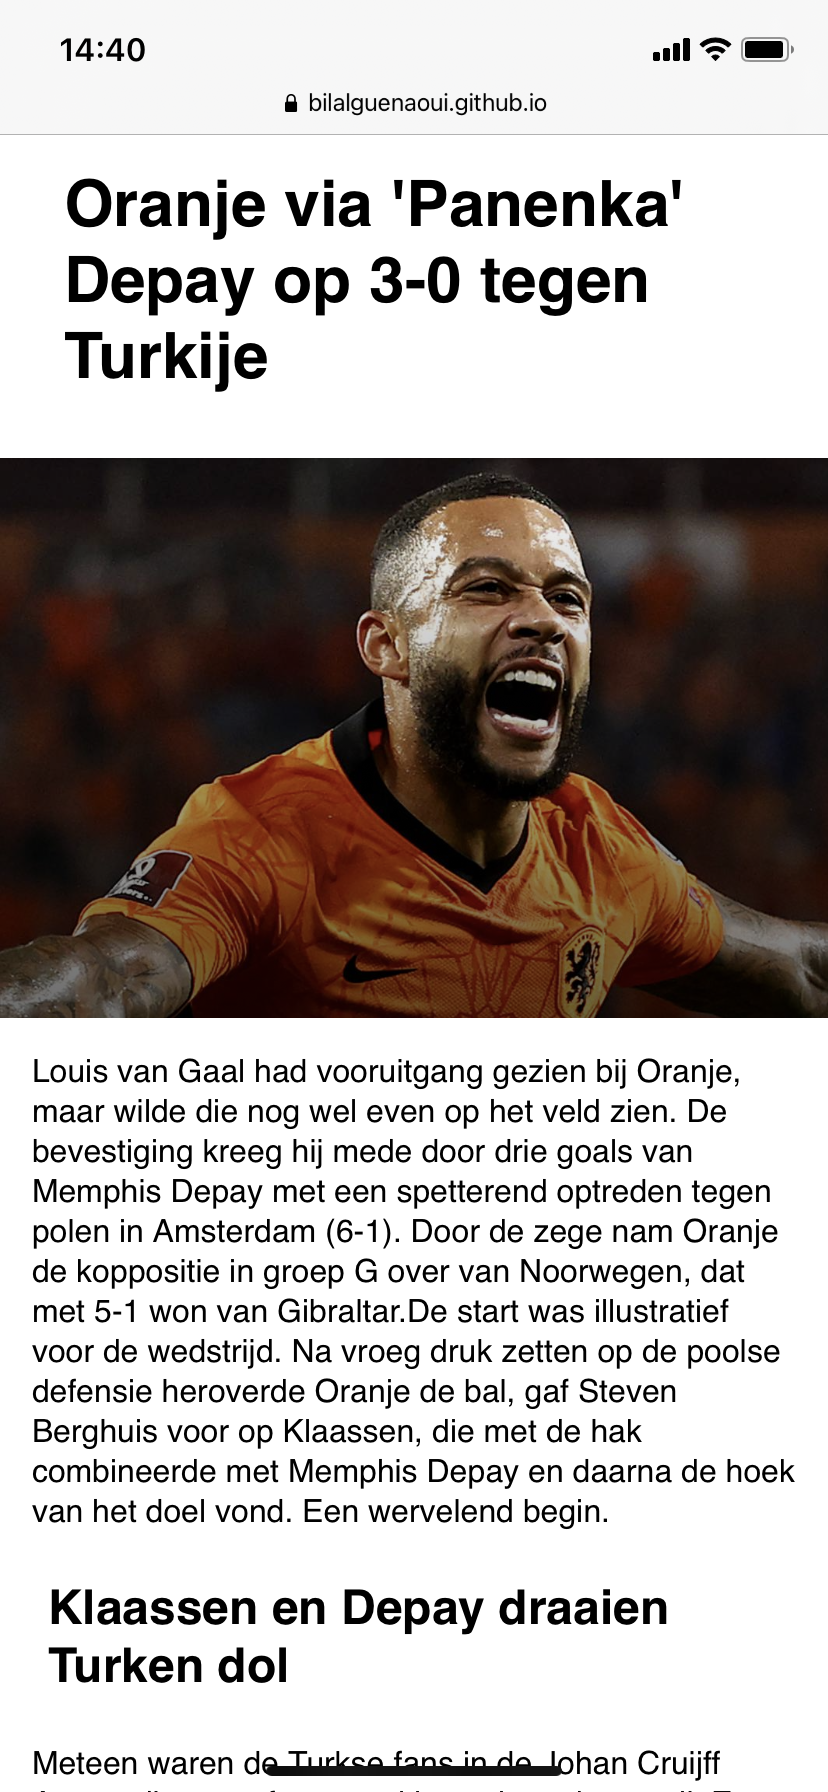 14:40
bilalguenaoui.github.io
Oranje via 'Panenka'
Depay op 3-0 tegen
Turkije
Louis van Gaal had vooruitgang gezien bij Oranje,
maar wilde die nog wel even op het veld zien. De
bevestiging kreeg hij mede door drie goals van
Memphis Depay met een spetterend optreden tegen
polen in Amsterdam (6-1). Door de zege nam Oranje
de koppositie in groep G over van Noorwegen, dat
met 5-1 won van Gibraltar.De start was illustratief
voor de wedstrijd. Na vroeg druk zetten op de poolse
defensie heroverde Oranje de bal, gaf Steven
Berghuis voor op Klaassen, die met de hak
combineerde met Memphis Depay en daarna de hoek
van het doel vond. Een wervelend begin.
Klaassen en Depay draaien
Turken dol
Meteen waren de Turkse fans in de Johan Cruijff